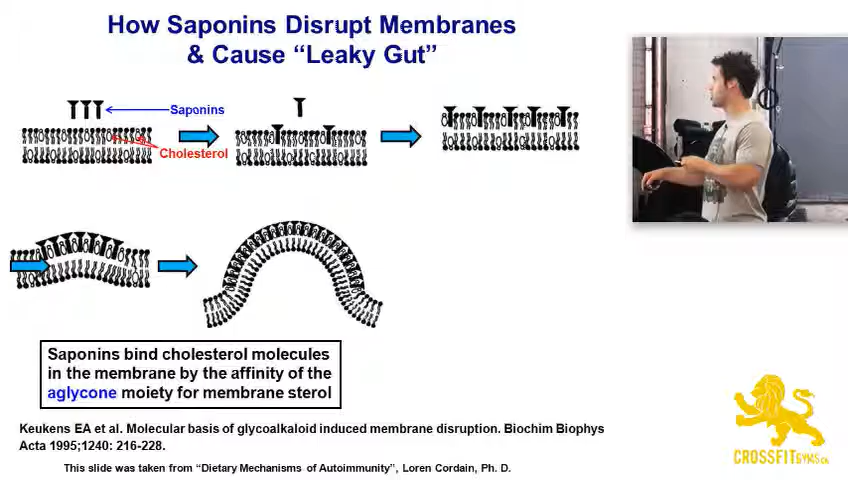 How Saponins Disrupt Membranes
& Cause “Leaky Gut”
Saponins
Cholesterol
Saponins bind cholesterol molecules
in the membrane by the affinity of the
aglycone moiety for membrane sterol
Keukens EA et al. Molecular basis of glycoalkaloid induced membrane disruption. Biochim Biophys
Acta 1995;1240: 216-228.
This slide was taken from “Dietary Mechanisms of Autoimmunity”, Loren Cordain, Ph. D.
CROSSFITGYMS.CA